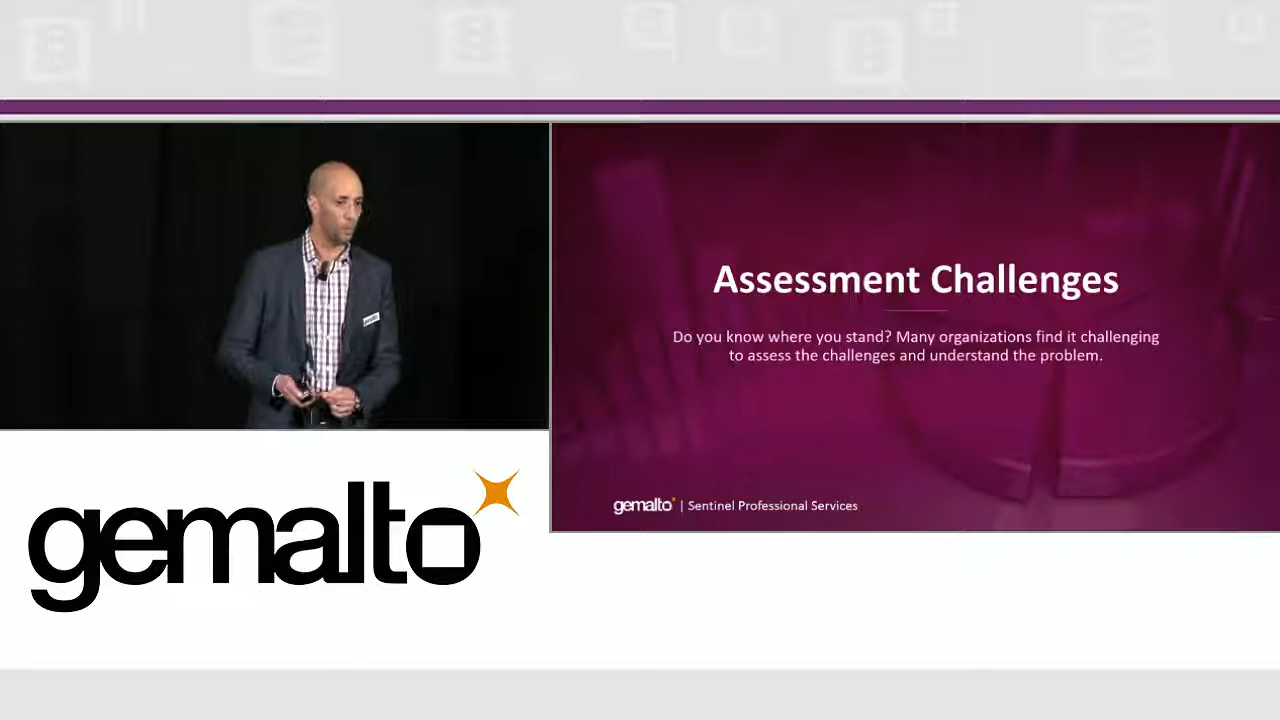 Assessment Challenges
Do you know where you stand? Many organizations find it challenging
to assess the challenges and understand the problem.
gemalto | Sentinel Professional Services
gemalto